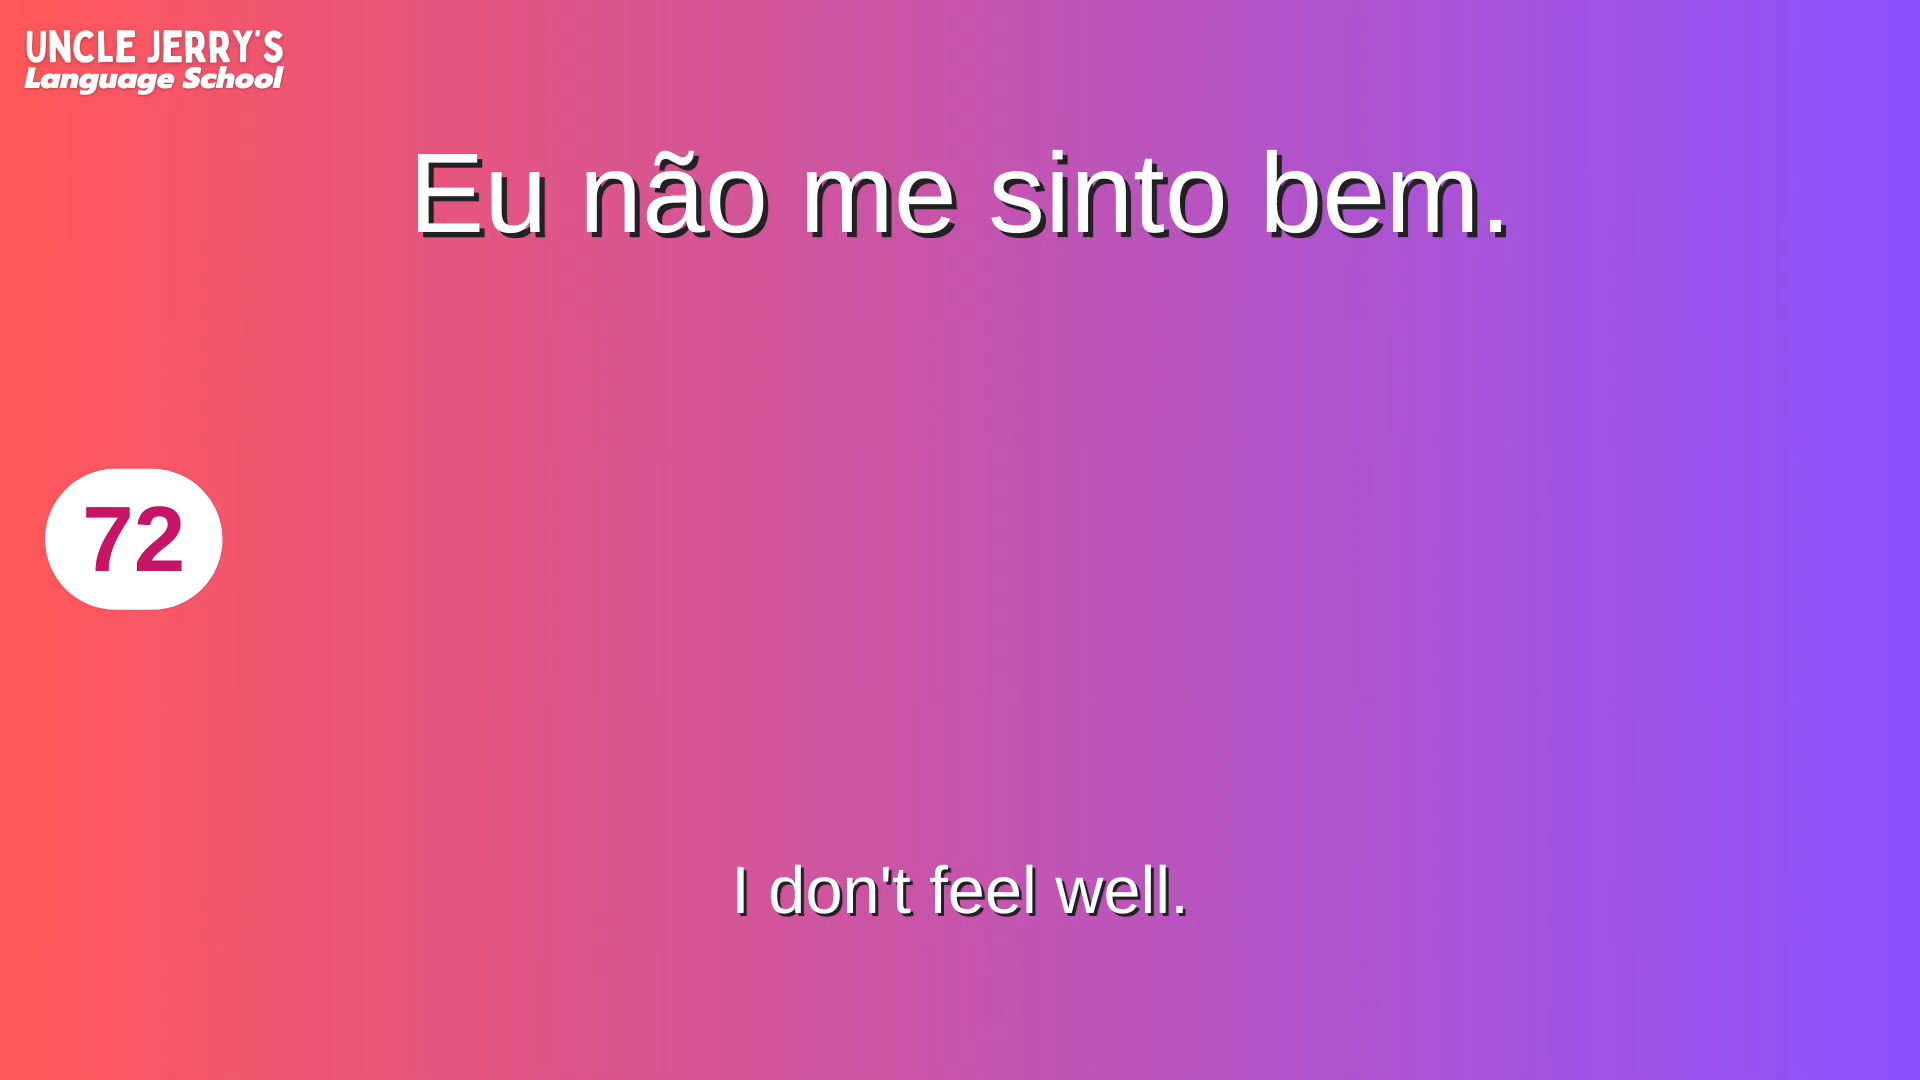 UNCLE JERRY'S
Language School
Eu não me sinto bem.
72
I don't feel well.